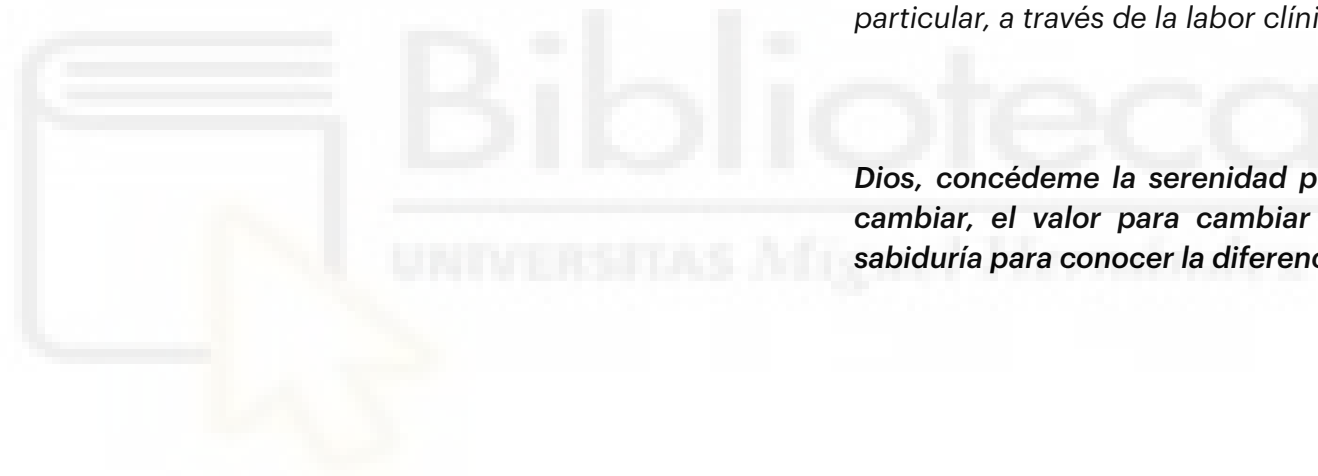 particular, a través de la labor clíni
Biblioteca
Dios, concédeme la serenidad p
cambiar, el valor para cambiar
UNIVERSITAS Mig
sabiduría para conocer la diferenc